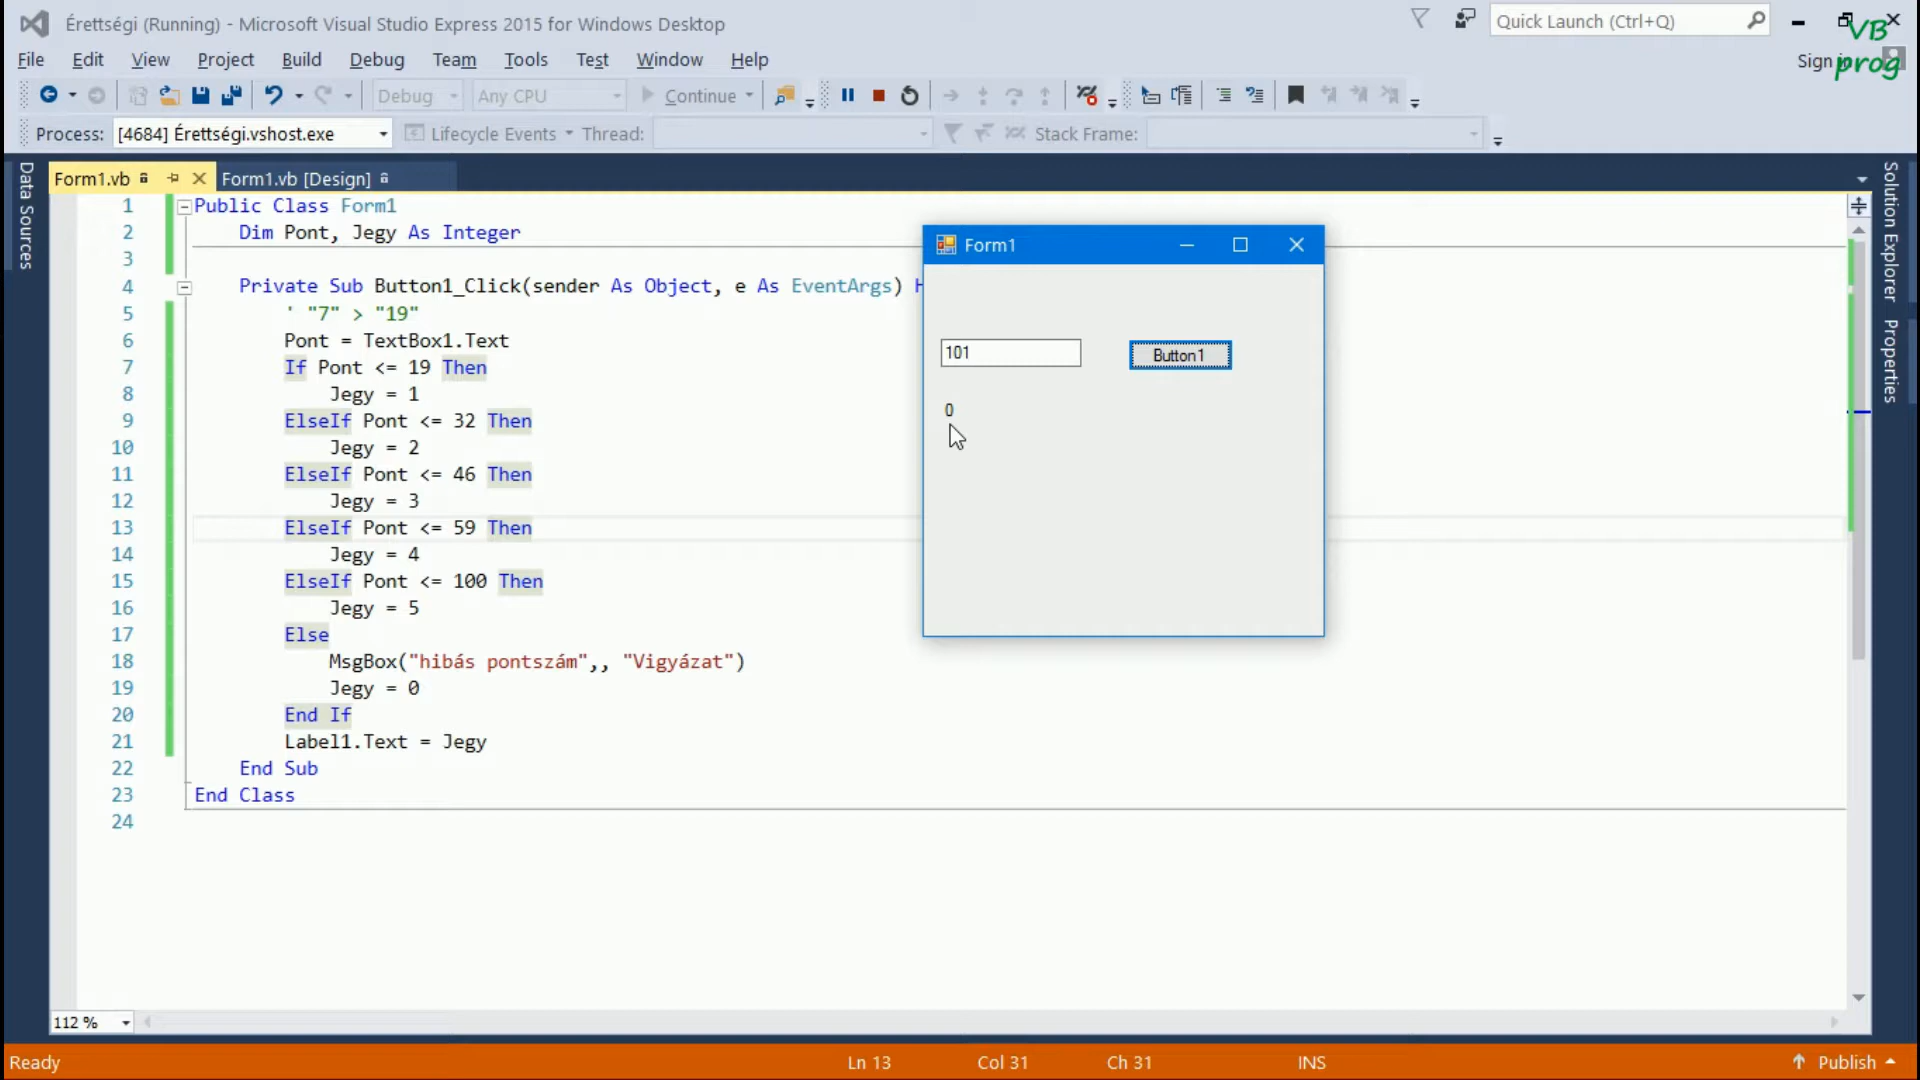 Érettségi (Running) - Microsoft Visual Studio Express 2015 for Windows Desktop
Quick Launch (Ctrl+Q)
VB
prog
File Edit View Project Build Debug Team Tools Test Window Help
Sign in
Debug Any CPU Continue
Process: [4684] Érettségi.vshost.exe Lifecycle Events Thread: Stack Frame:
Data Sources
Form1.vb Form1.vb [Design]
Solution Explorer
Properties
1 Public Class Form1
2 Dim Pont, Jegy As Integer
3
4 Private Sub Button1_Click(sender As Object, e As EventArgs) H
5 ' "7" > "19"
6 Pont = TextBox1.Text
7 If Pont <= 19 Then
8 Jegy = 1
9 ElseIf Pont <= 32 Then
10 Jegy = 2
11 ElseIf Pont <= 46 Then
12 Jegy = 3
13 ElseIf Pont <= 59 Then
14 Jegy = 4
15 ElseIf Pont <= 100 Then
16 Jegy = 5
17 Else
18 MsgBox("hibás pontszám",, "Vigyázat")
19 Jegy = 0
20 End If
21 Label1.Text = Jegy
22 End Sub
23 End Class
24
Form1
101
Button1
0
112 %
Ready Ln 13 Col 31 Ch 31 INS Publish